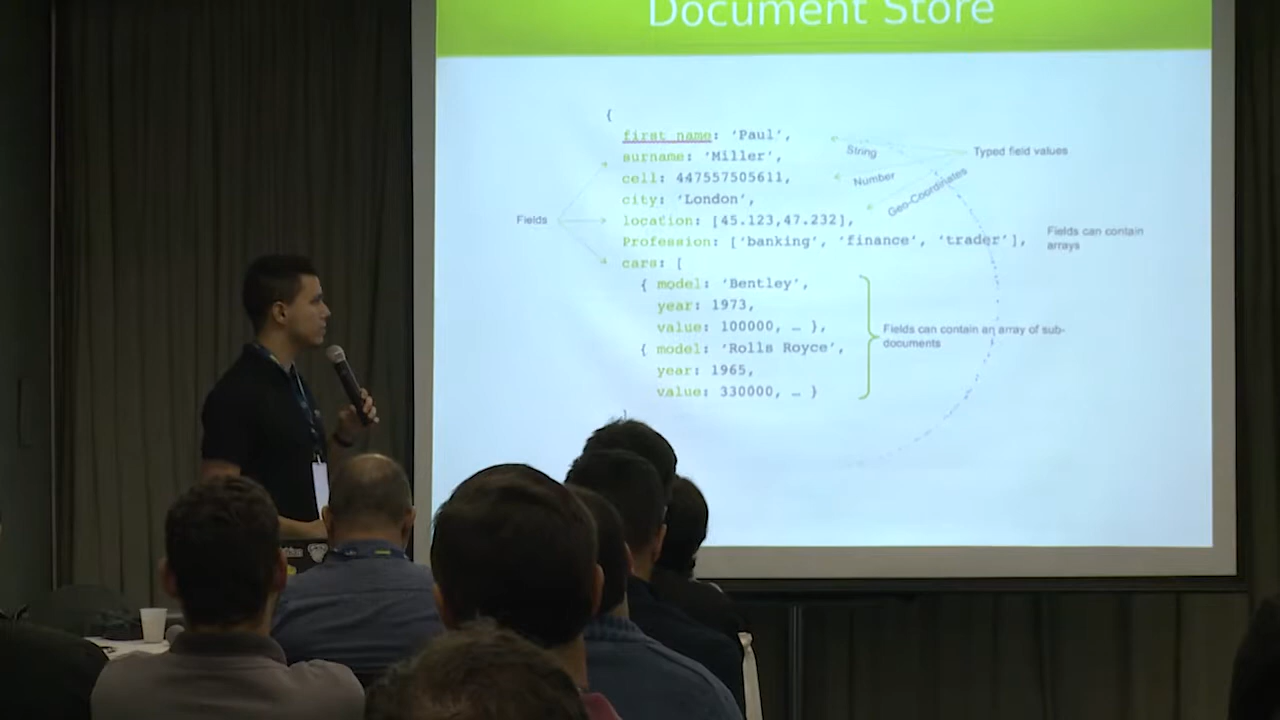 Document Store
{
first_name: ‘Paul’,
surname: ‘Miller’,
cell: 447557505611,
city: ‘London’,
location: [45.123,47.232],
Profession: [‘banking’, ‘finance’, ‘trader’],
cars: [
{ model: ‘Bentley’,
year: 1973,
value: 100000, … },
{ model: ‘Rolls Royce’,
year: 1965,
value: 330000, … }
Fields
String
Number
Geo-Coordinates
Typed field values
Fields can contain
arrays
Fields can contain an array of sub-
documents